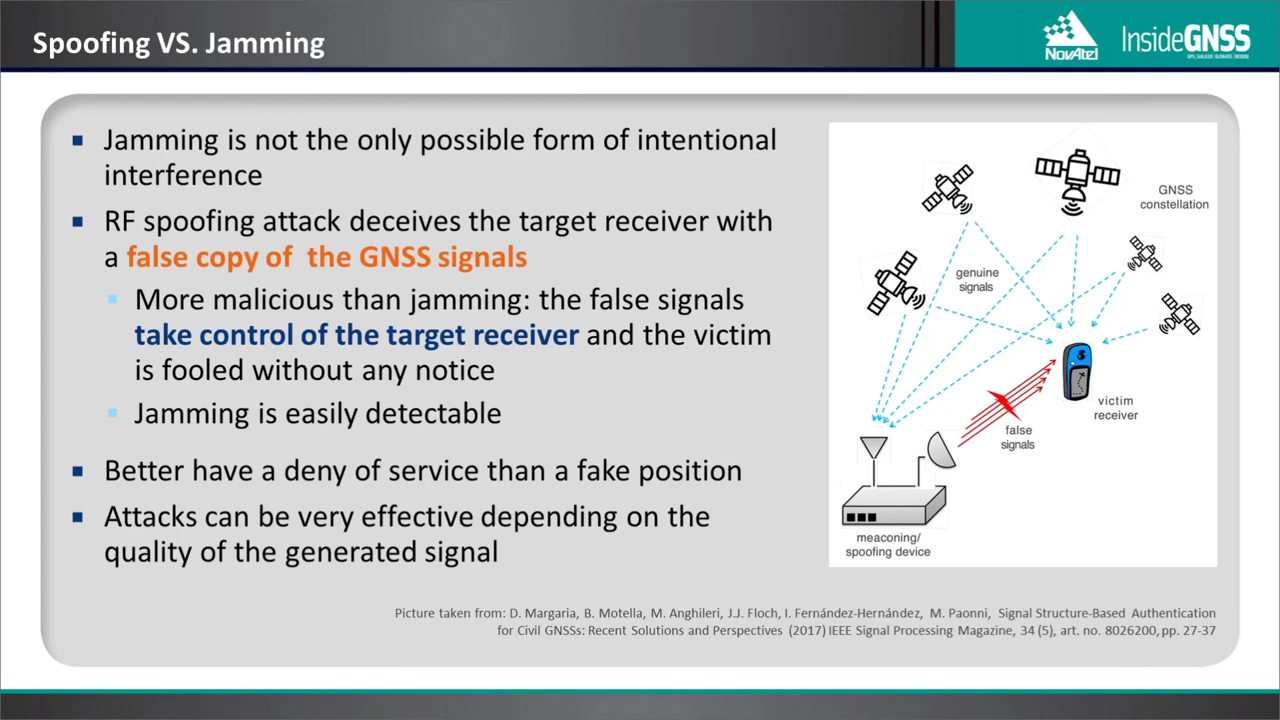 Spoofing VS. Jamming
NovAtel
InsideGNSS
GPS | GALILEO | GLONASS | BEIDOU
Jamming is not the only possible form of intentional
interference
RF spoofing attack deceives the target receiver with
a false copy of the GNSS signals
More malicious than jamming: the false signals
take control of the target receiver and the victim
is fooled without any notice
Jamming is easily detectable
Better have a deny of service than a fake position
Attacks can be very effective depending on the
quality of the generated signal
GNSS
constellation
genuine
signals
victim
receiver
false
signals
meaconing/
spoofing device
Picture taken from: D. Margaria, B. Motella, M. Anghileri, J.J. Floch, I. Fernández-Hernández, M. Paonni, Signal Structure-Based Authentication
for Civil GNSSs: Recent Solutions and Perspectives (2017) IEEE Signal Processing Magazine, 34 (5), art. no. 8026200, pp. 27-37